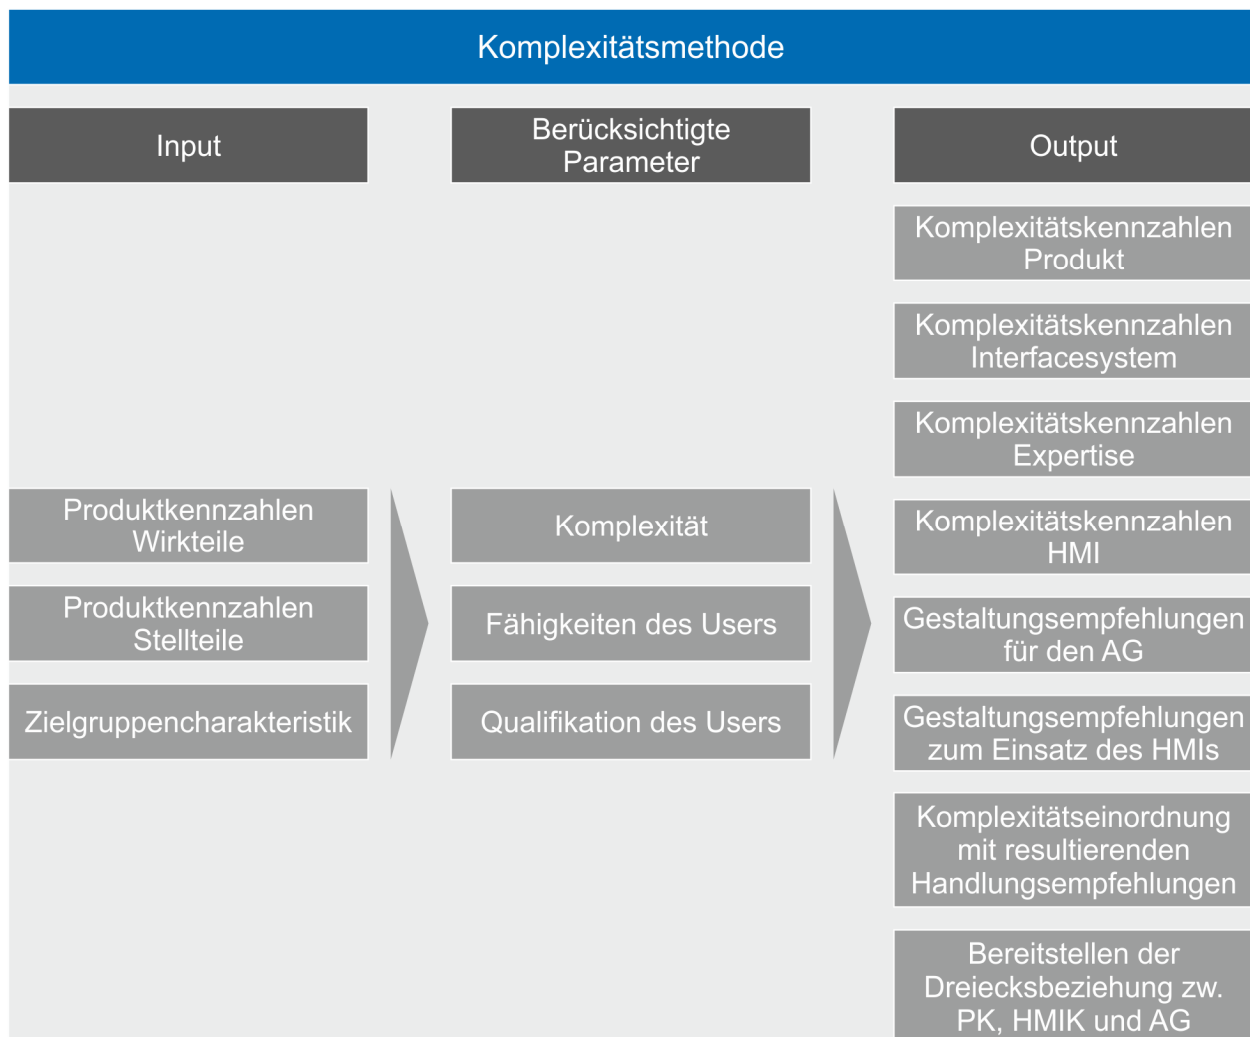 Komplexitätsmethode
Input
Berücksichtigte
Parameter
Output
Produktkennzahlen
Wirkteile
Produktkennzahlen
Stellteile
Zielgruppencharakteristik
Komplexität
Fähigkeiten des Users
Qualifikation des Users
Komplexitätskennzahlen
Produkt
Komplexitätskennzahlen
Interfacesystem
Komplexitätskennzahlen
Expertise
Komplexitätskennzahlen
HMI
Gestaltungsempfehlungen
für den AG
Gestaltungsempfehlungen
zum Einsatz des HMIs
Komplexitätseinordnung
mit resultierenden
Handlungsempfehlungen
Bereitstellen der
Dreiecksbeziehung zw.
PK, HMIK und AG